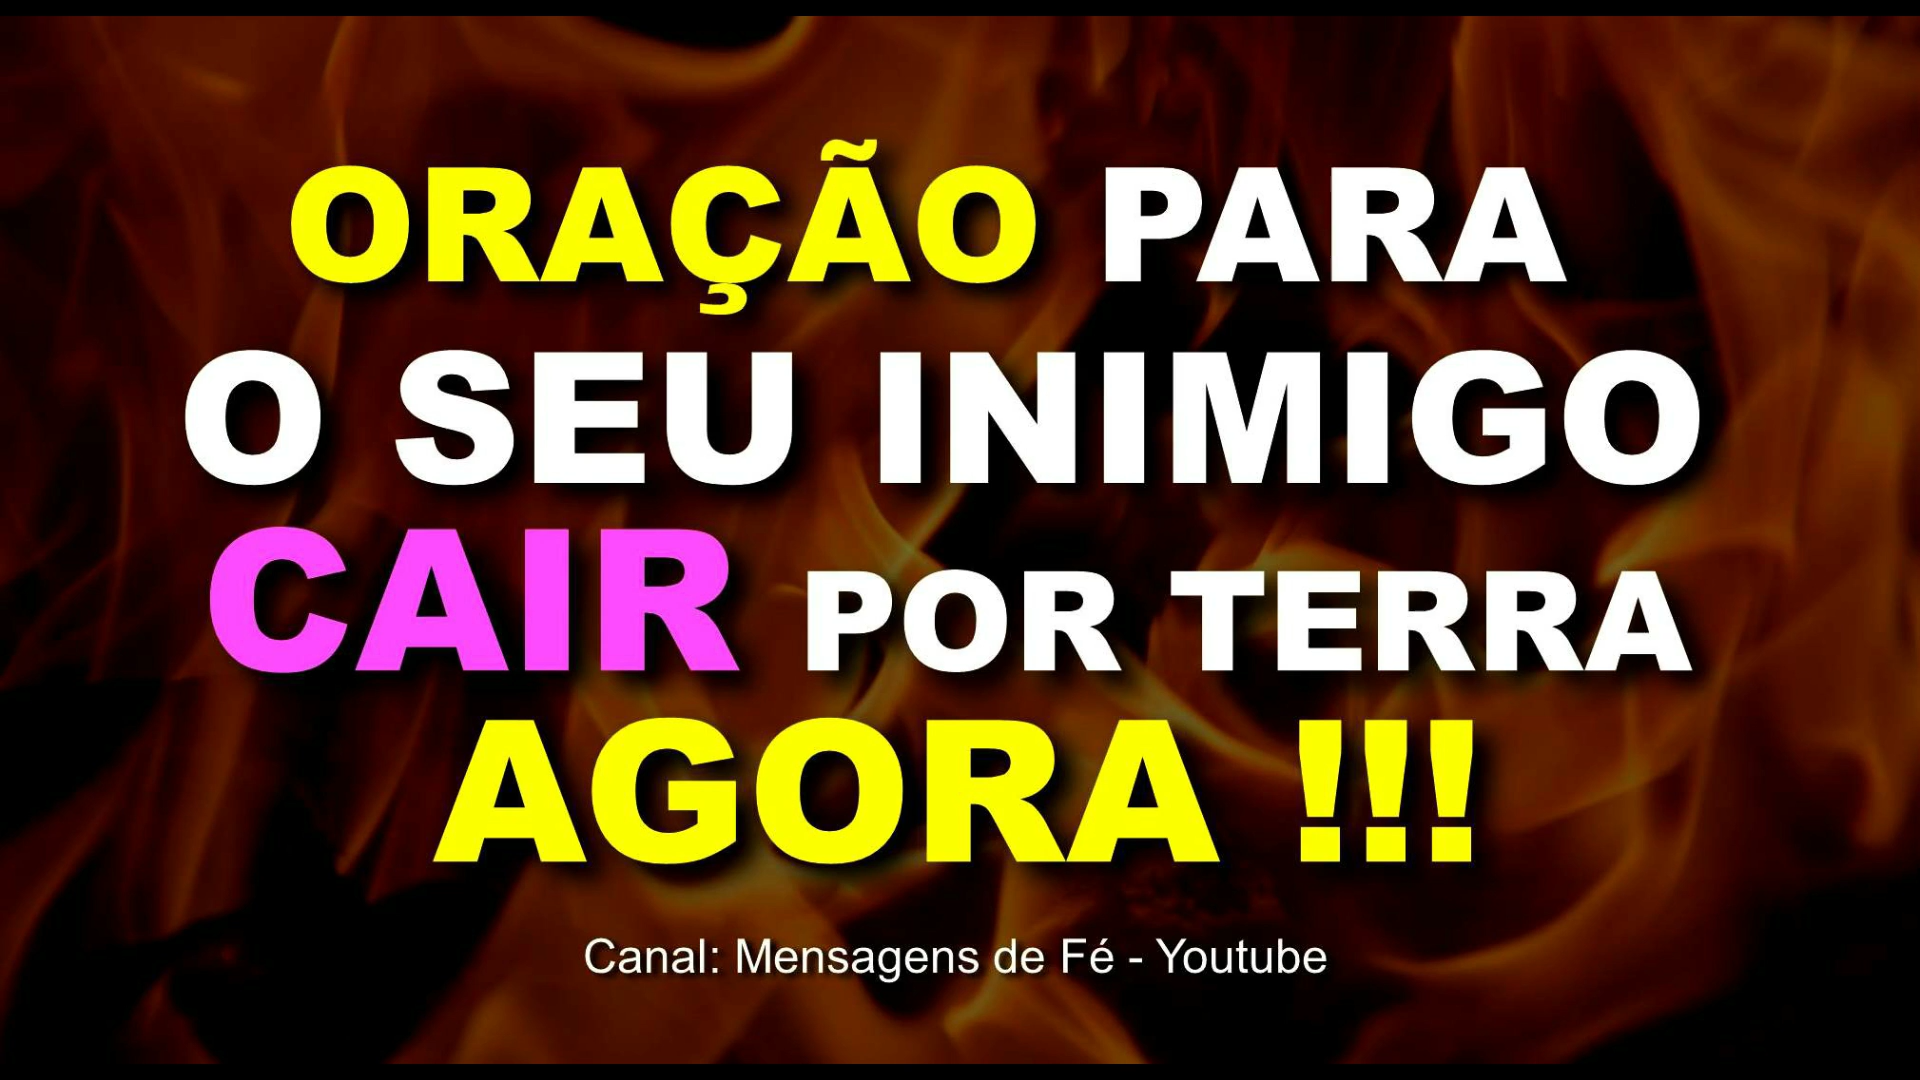 ORAÇÃO PARA
O SEU INIMIGO
CAIR POR TERRA
AGORA !!!
Canal: Mensagens de Fé - Youtube